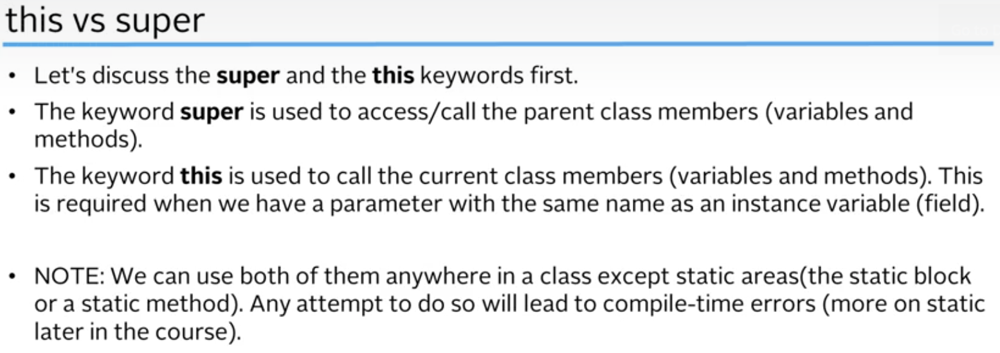 this vs super
• Let's discuss the super and the this keywords first.
• The keyword super is used to access/call the parent class members (variables and
methods).
• The keyword this is used to call the current class members (variables and methods). This
is required when we have a parameter with the same name as an instance variable (field).
• NOTE: We can use both of them anywhere in a class except static areas(the static block
or a static method). Any attempt to do so will lead to compile-time errors (more on static
later in the course).